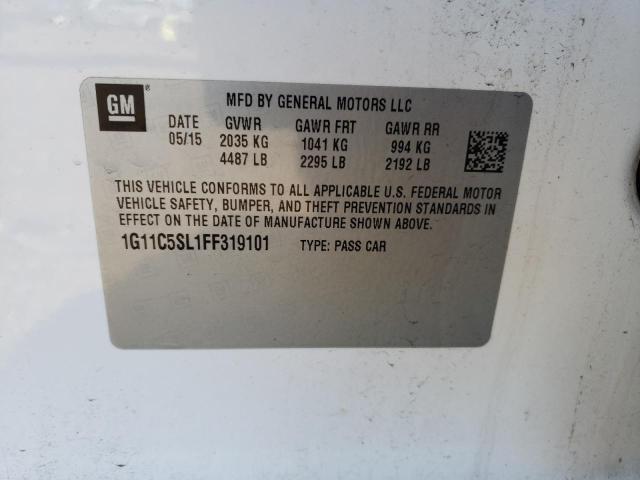 GM
MFD BY GENERAL MOTORS LLC
DATE GVWR GAWR FRT GAWR RR
05/15 2035 KG 1041 KG 994 KG
4487 LB 2295 LB 2192 LB
THIS VEHICLE CONFORMS TO ALL APPLICABLE U.S. FEDERAL MOTOR
VEHICLE SAFETY, BUMPER, AND THEFT PREVENTION STANDARDS IN
EFFECT ON THE DATE OF MANUFACTURE SHOWN ABOVE.
1G11C5SL1FF319101 TYPE: PASS CAR